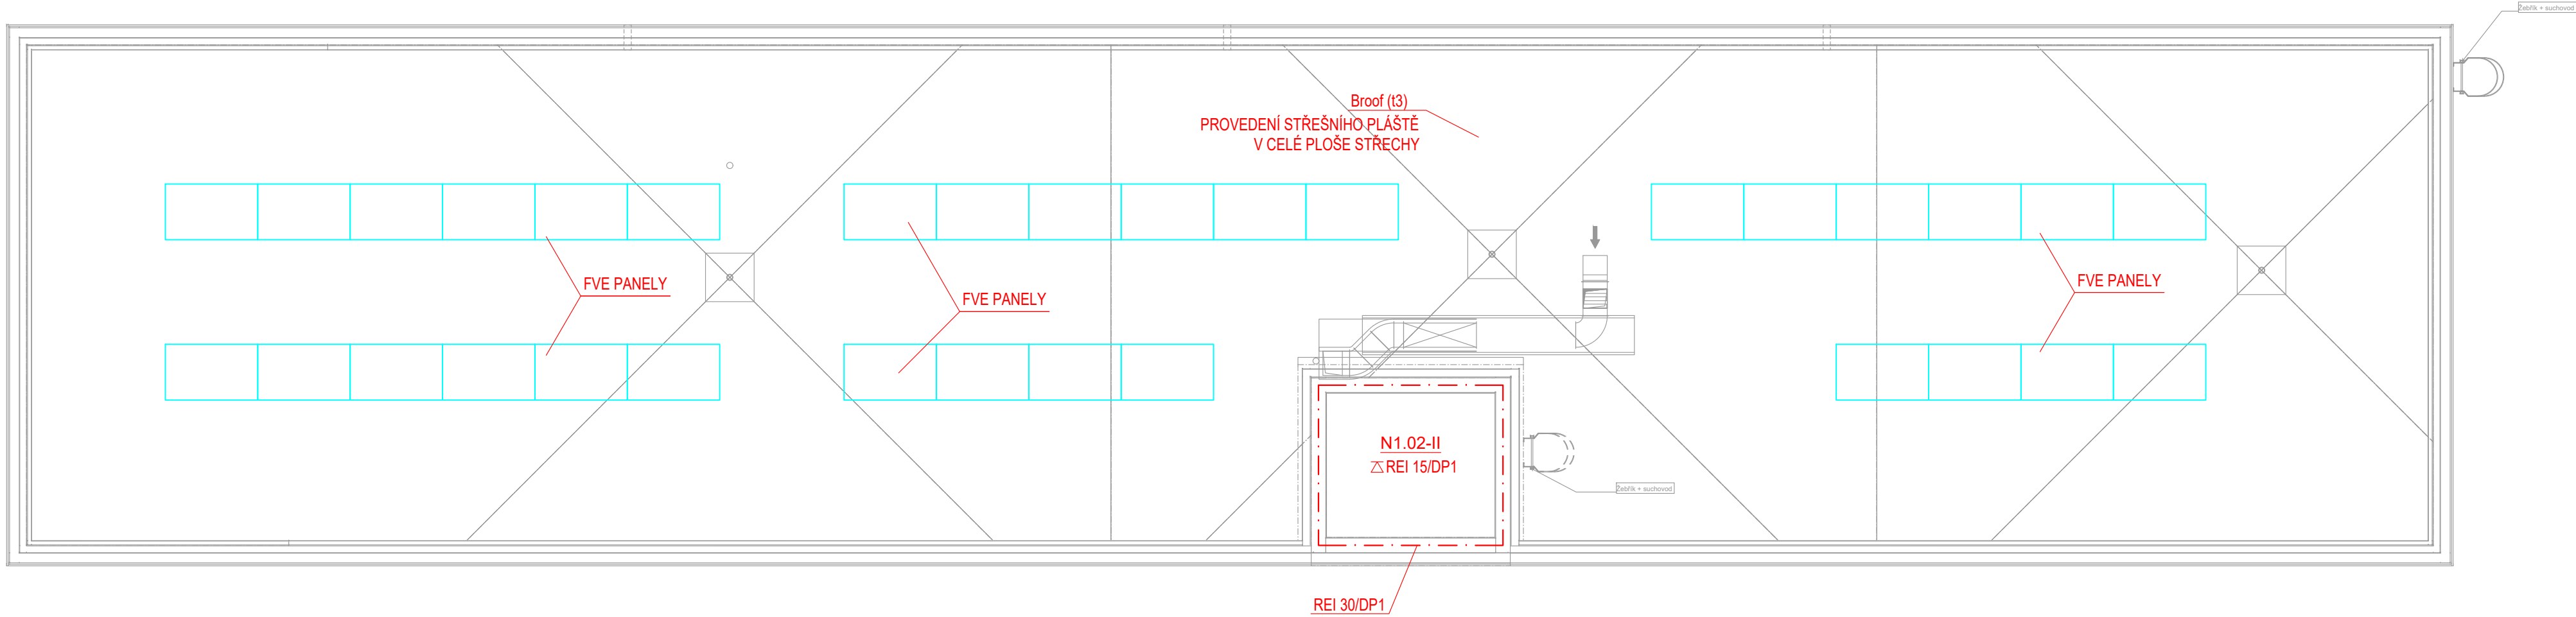 Žebřík + suchovod
Broof (t3)
PROVEDENÍ STŘEŠNÍHO PLÁŠTĚ
V CELÉ PLOŠE STŘECHY
FVE PANELY
FVE PANELY
FVE PANELY
N1.02-II
REI 15/DP1
Žebřík + suchovod
REI 30/DP1